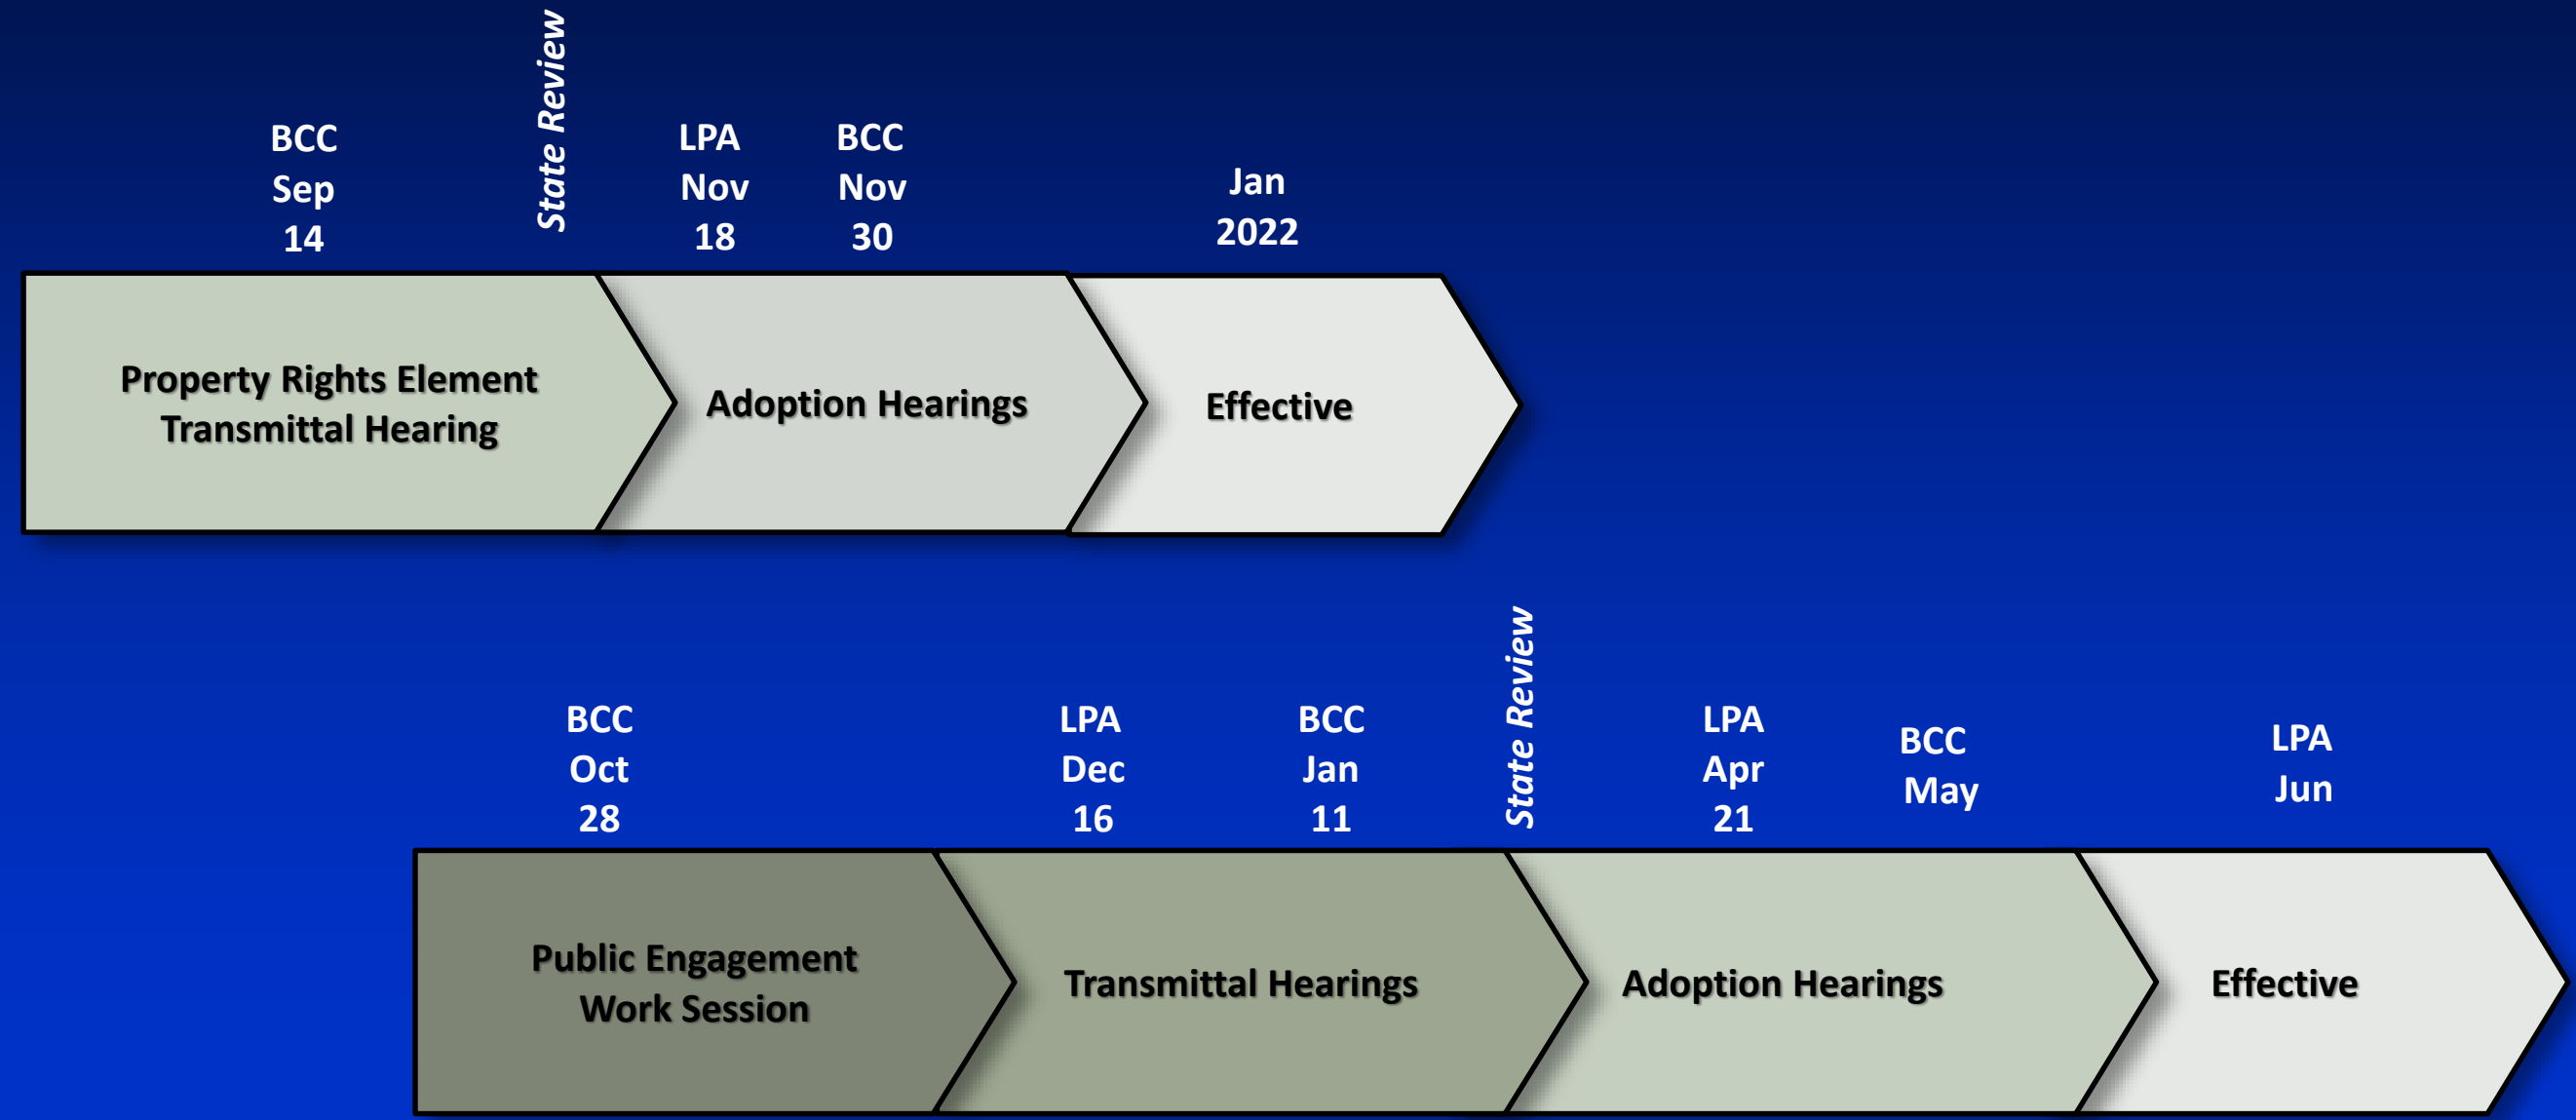 State Review
BCC
Sep
14
LPA
Nov
18
BCC
Nov
30
Jan
2022
Property Rights Element
Transmittal Hearing
Adoption Hearings
Effective
State Review
BCC
Oct
28
LPA
Dec
16
BCC
Jan
11
LPA
Apr
21
BCC
May
LPA
Jun
Public Engagement
Work Session
Transmittal Hearings
Adoption Hearings
Effective